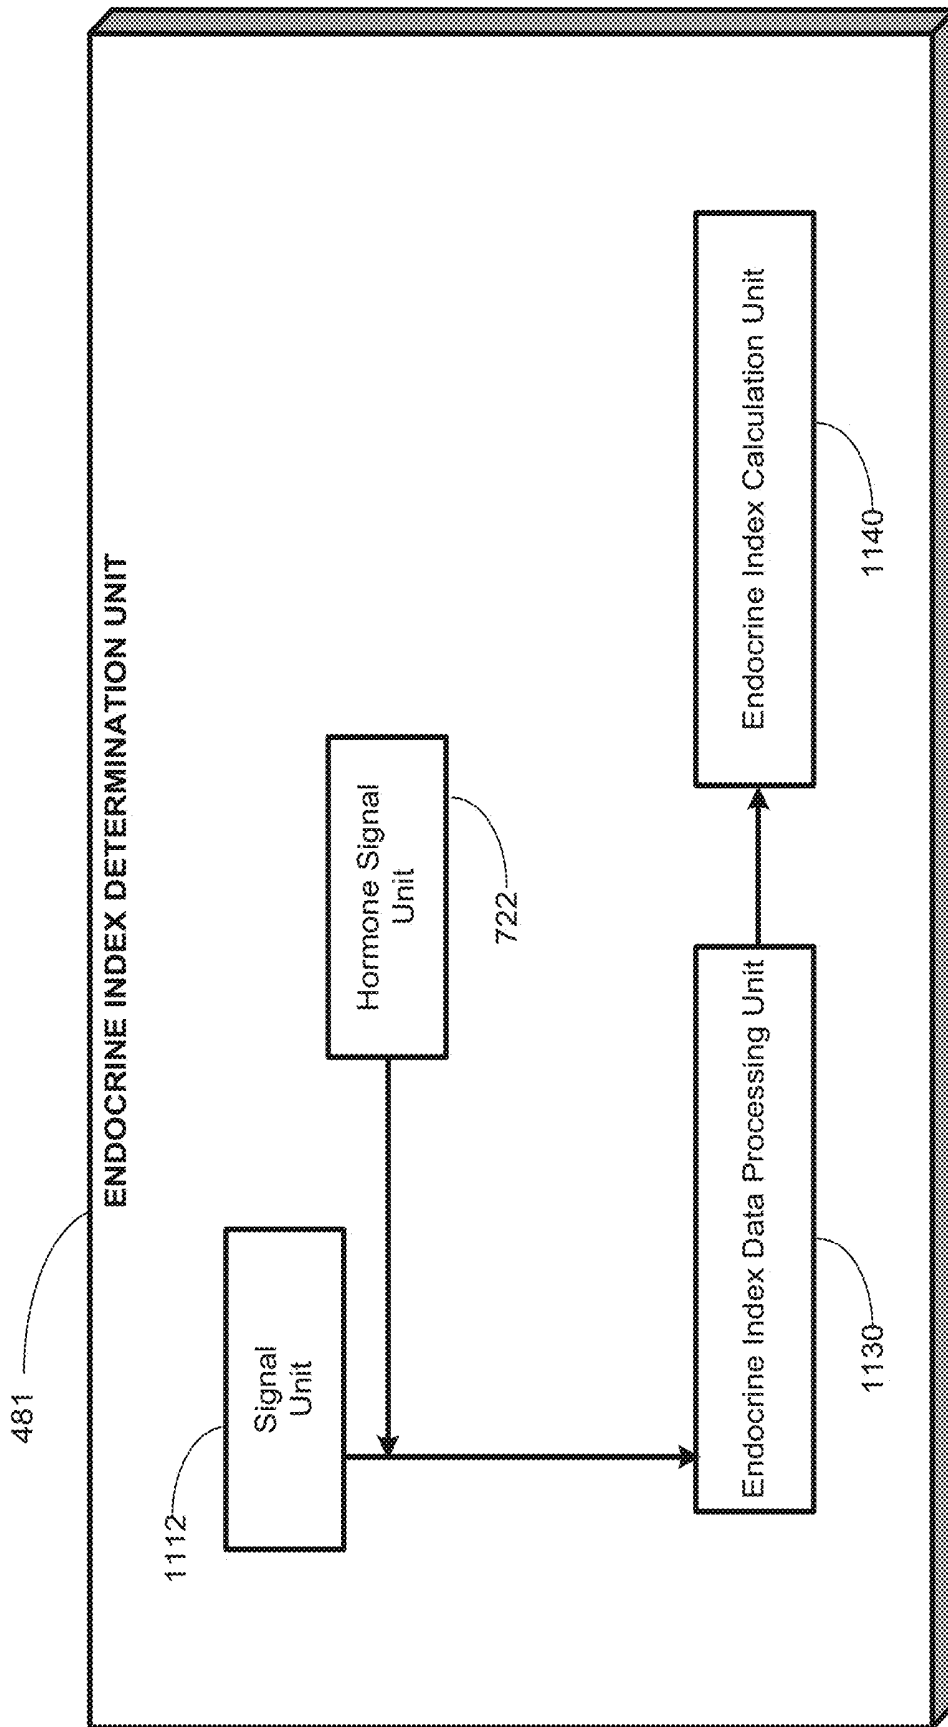 481
ENDOCRINE INDEX DETERMINATION UNIT
1112
Signal
Unit
Hormone Signal
Unit
722
Endocrine Index Data Processing Unit
1130
Endocrine Index Calculation Unit
1140